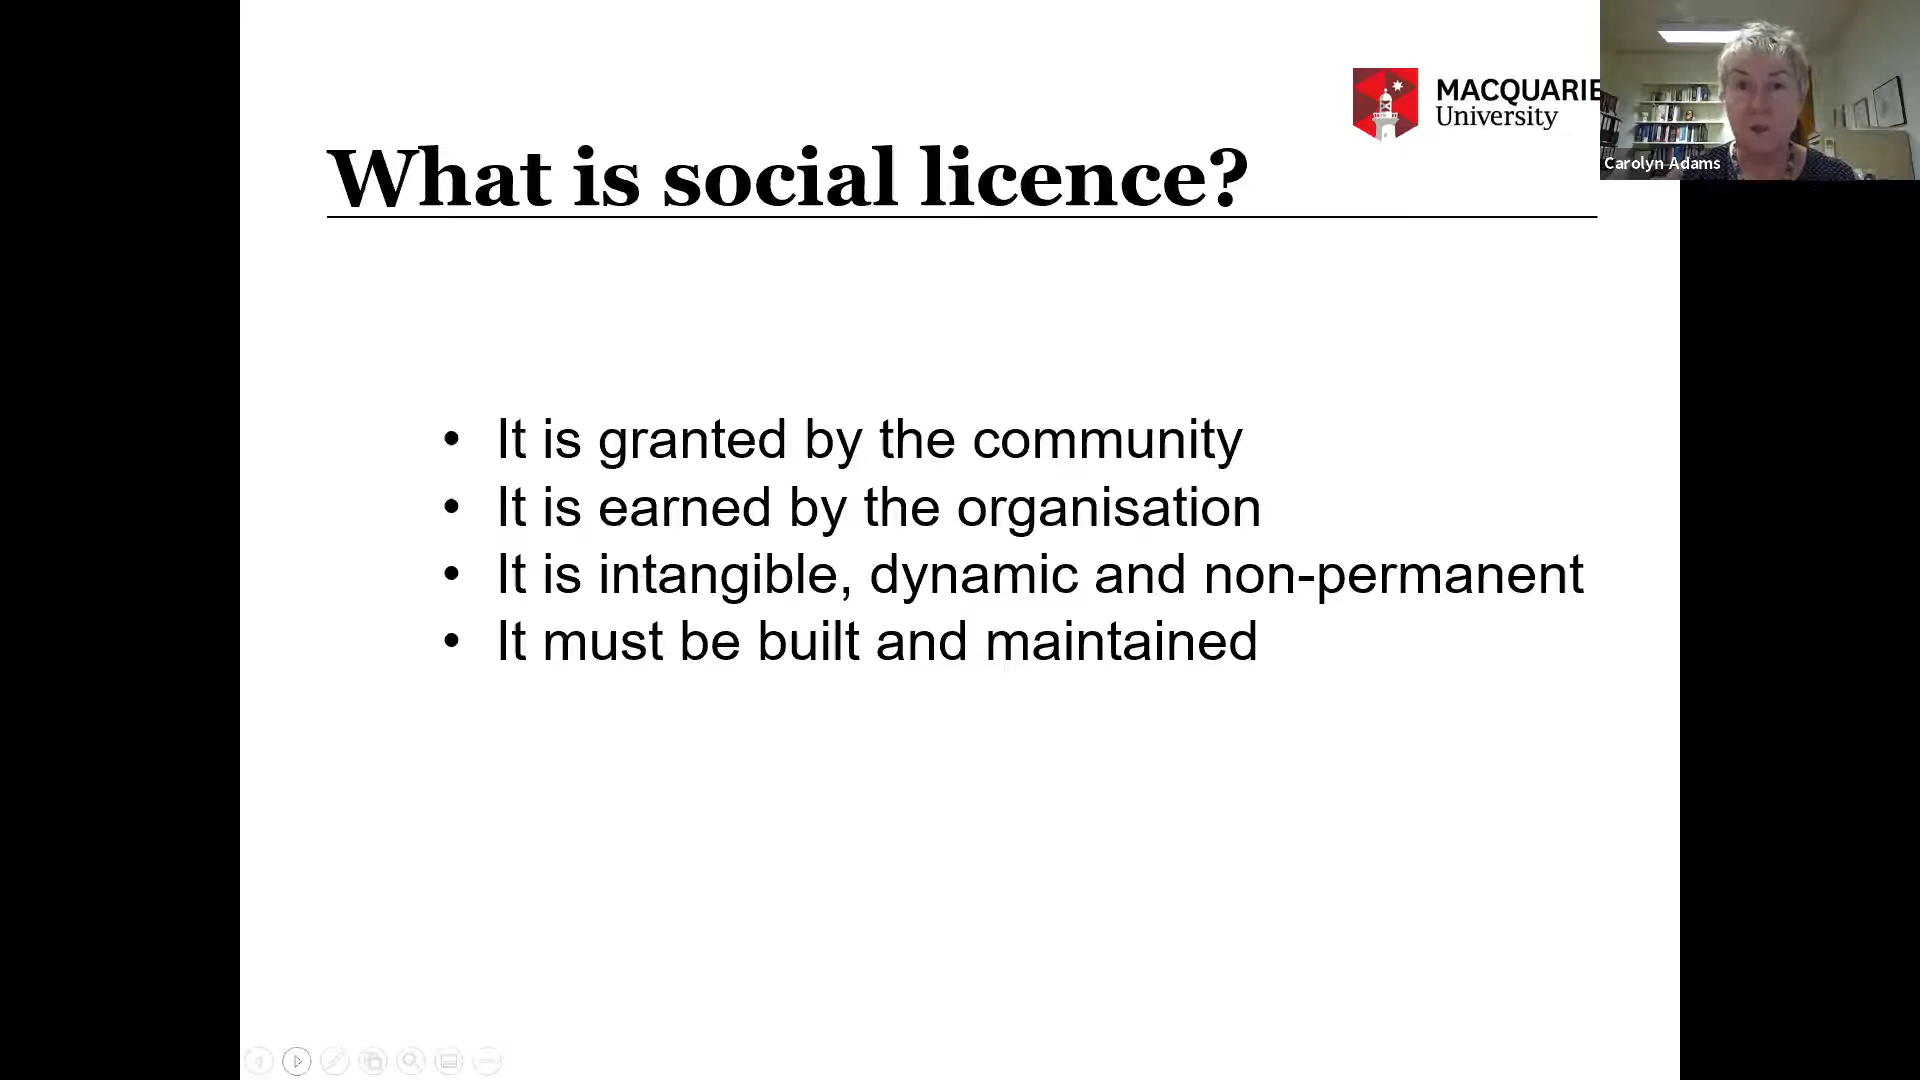 MACQUARIE
University
Carolyn Adams
What is social licence?
• It is granted by the community
• It is earned by the organisation
• It is intangible, dynamic and non-permanent
• It must be built and maintained